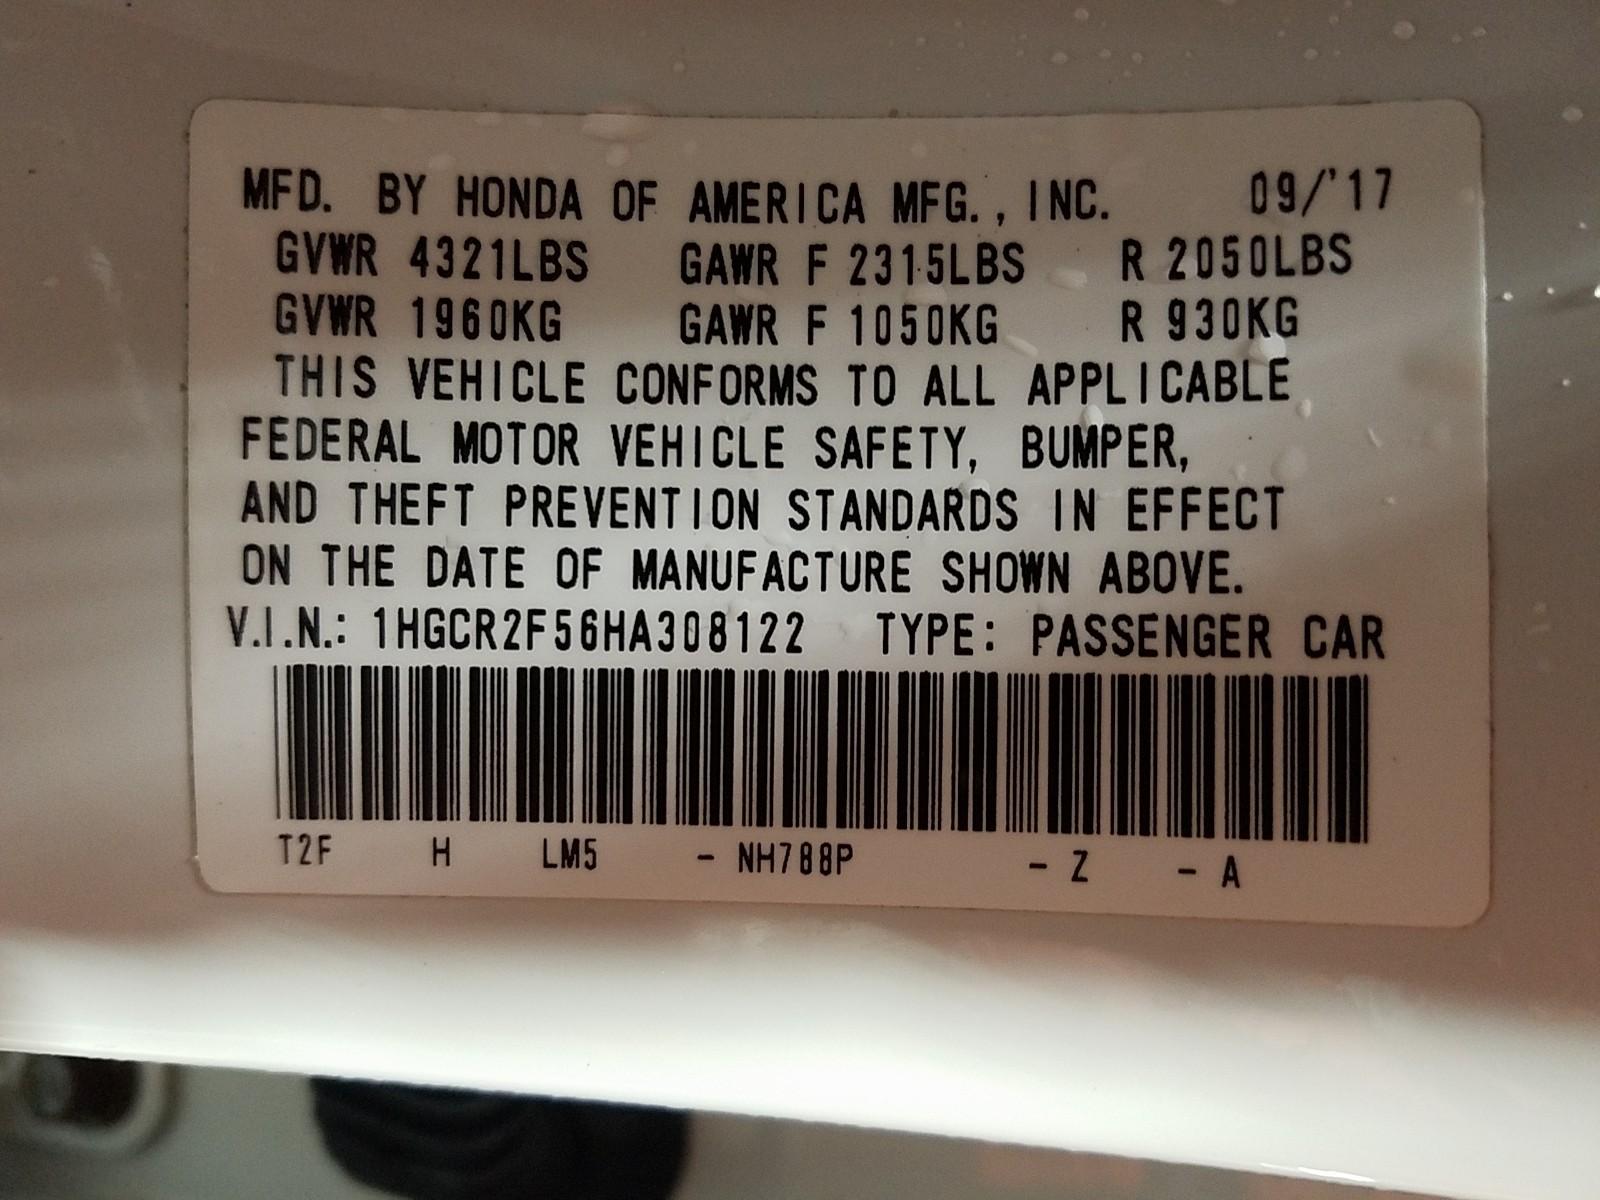 MFD. BY HONDA OF AMERICA MFG., INC. 09/'17
GVWR 4321LBS GAWR F 2315LBS R 2050LBS
GVWR 1960KG GAWR F 1050KG R 930KG
THIS VEHICLE CONFORMS TO ALL APPLICABLE
FEDERAL MOTOR VEHICLE SAFETY, BUMPER,
AND THEFT PREVENTION STANDARDS IN EFFECT
ON THE DATE OF MANUFACTURE SHOWN ABOVE.
V.I.N.: 1HGCR2F56HA308122 TYPE: PASSENGER CAR
T2F H LM5 - NH788P - Z - A